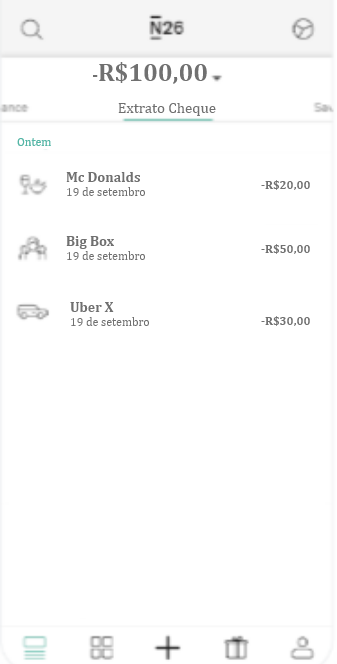 N26
-R$100,00
ance
Extrato Cheque
Sav
Ontem
Mc Donalds
19 de setembro
-R$20,00
Big Box
19 de setembro
-R$50,00
Uber X
19 de setembro
-R$30,00